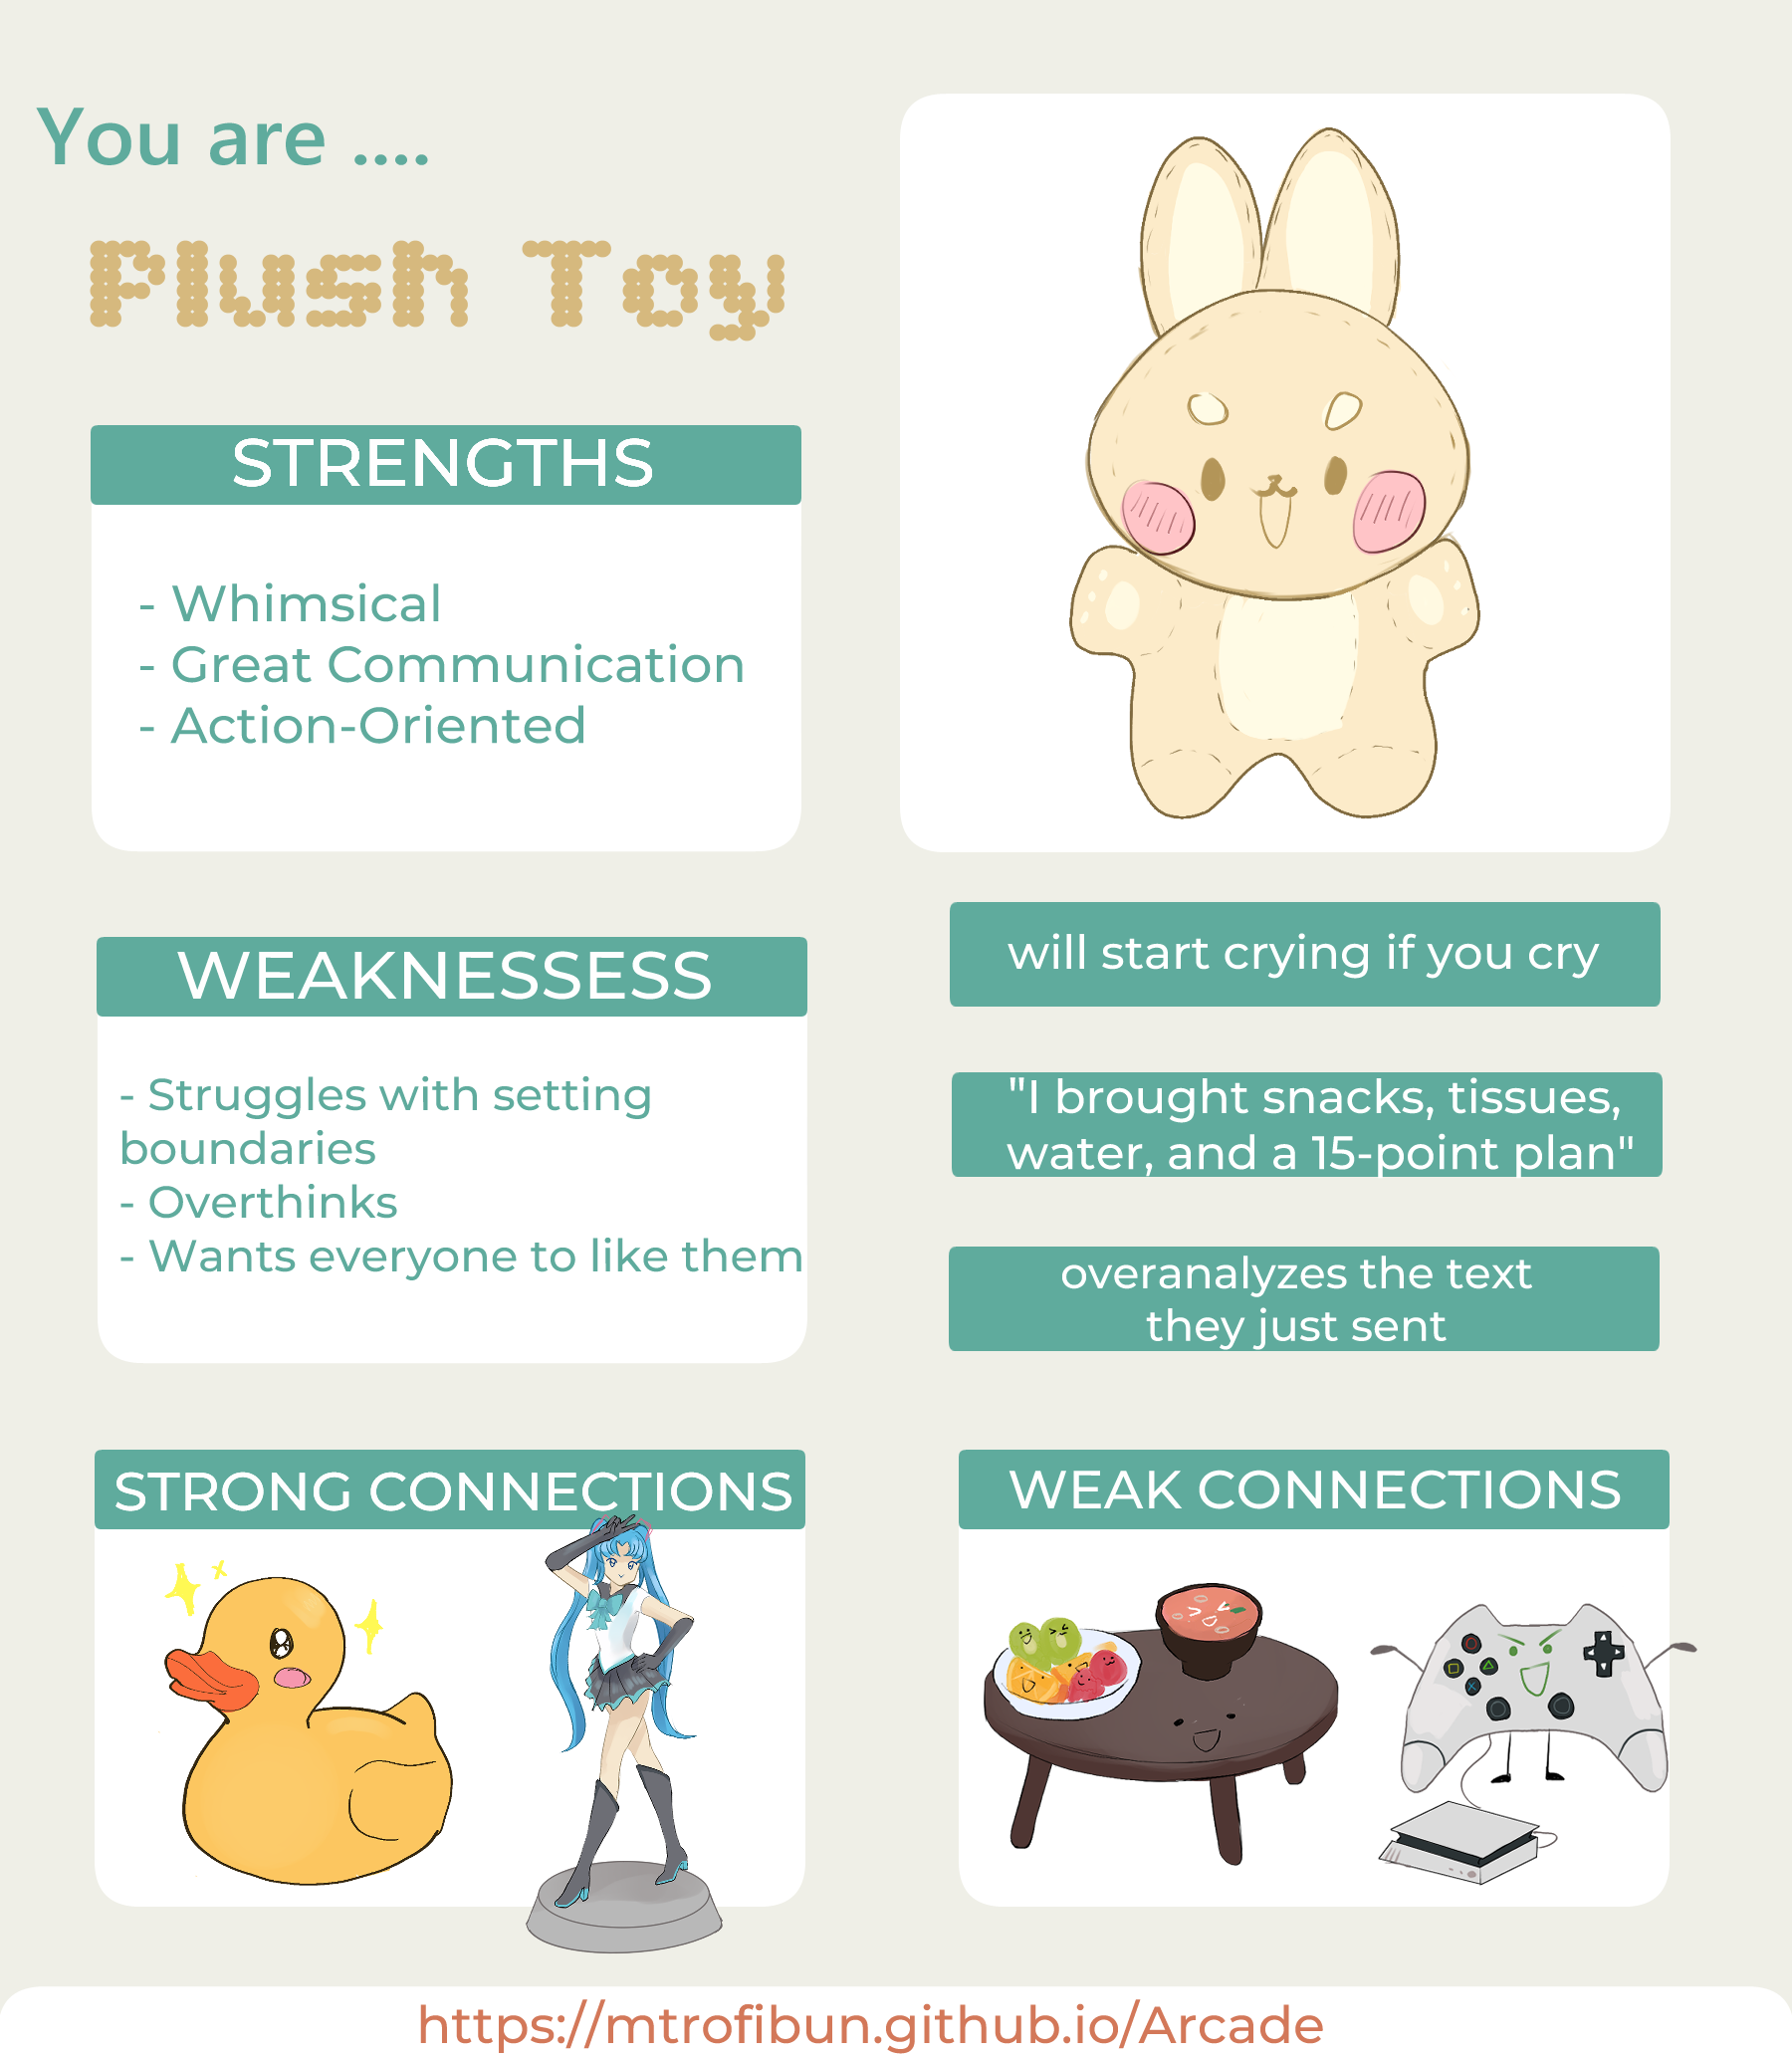 You are ....
Plush Toy
STRENGTHS
- Whimsical
- Great Communication
- Action-Oriented
WEAKNESSESS
- Struggles with setting
boundaries
- Overthinks
- Wants everyone to like them
will start crying if you cry
"I brought snacks, tissues,
water, and a 15-point plan"
overanalyzes the text
they just sent
STRONG CONNECTIONS
WEAK CONNECTIONS
https://mtrofibun.github.io/Arcade